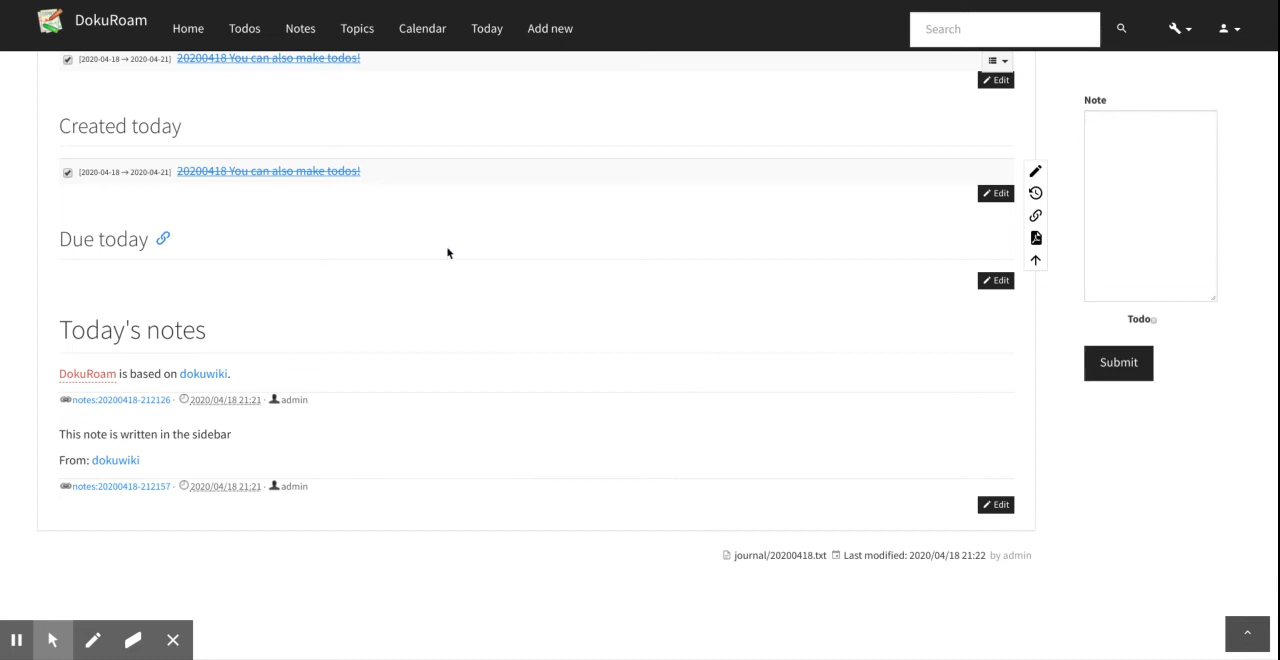 DokuRoam
Home Todos Notes Topics Calendar Today Add new
Search
[2020-04-18 → 2020-04-21] 20200418 You can also make todos!
Edit
Created today
[2020-04-18 → 2020-04-21] 20200418 You can also make todos!
Edit
Due today
Edit
Today's notes
DokuRoam is based on dokuwiki.
notes:20200418-212126 · 2020/04/18 21:21 · admin
This note is written in the sidebar
From: dokuwiki
notes:20200418-212157 · 2020/04/18 21:21 · admin
Edit
journal/20200418.txt Last modified: 2020/04/18 21:22 by admin
Note
Todo
Submit